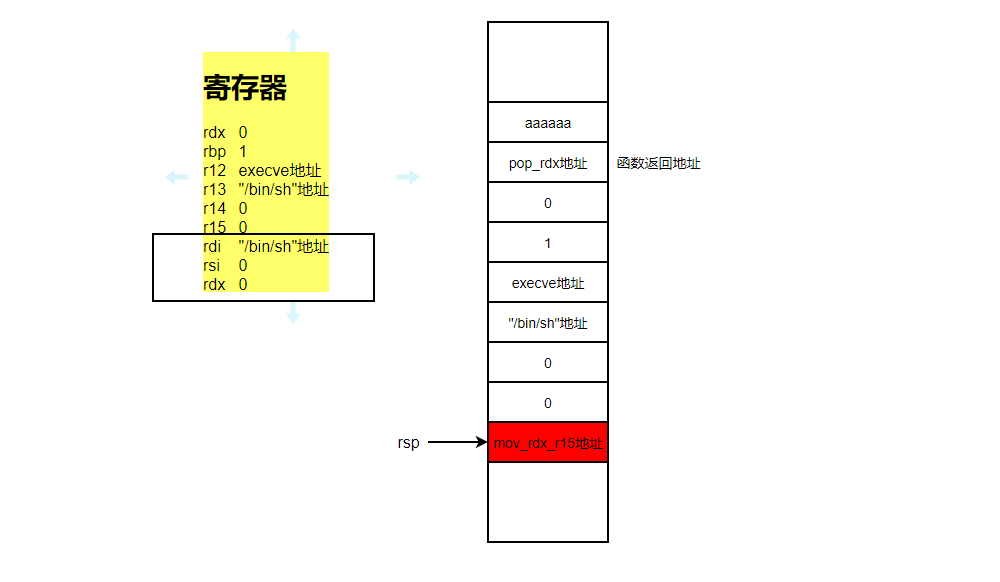 寄存器
rdx 0
rbp 1
r12 execve地址
r13 "/bin/sh"地址
r14 0
r15 0
rdi "/bin/sh"地址
rsi 0
rdx 0
aaaaaa
pop_rdx地址 函数返回地址
0
1
execve地址
"/bin/sh"地址
0
0
rsp mov_rdx_r15地址